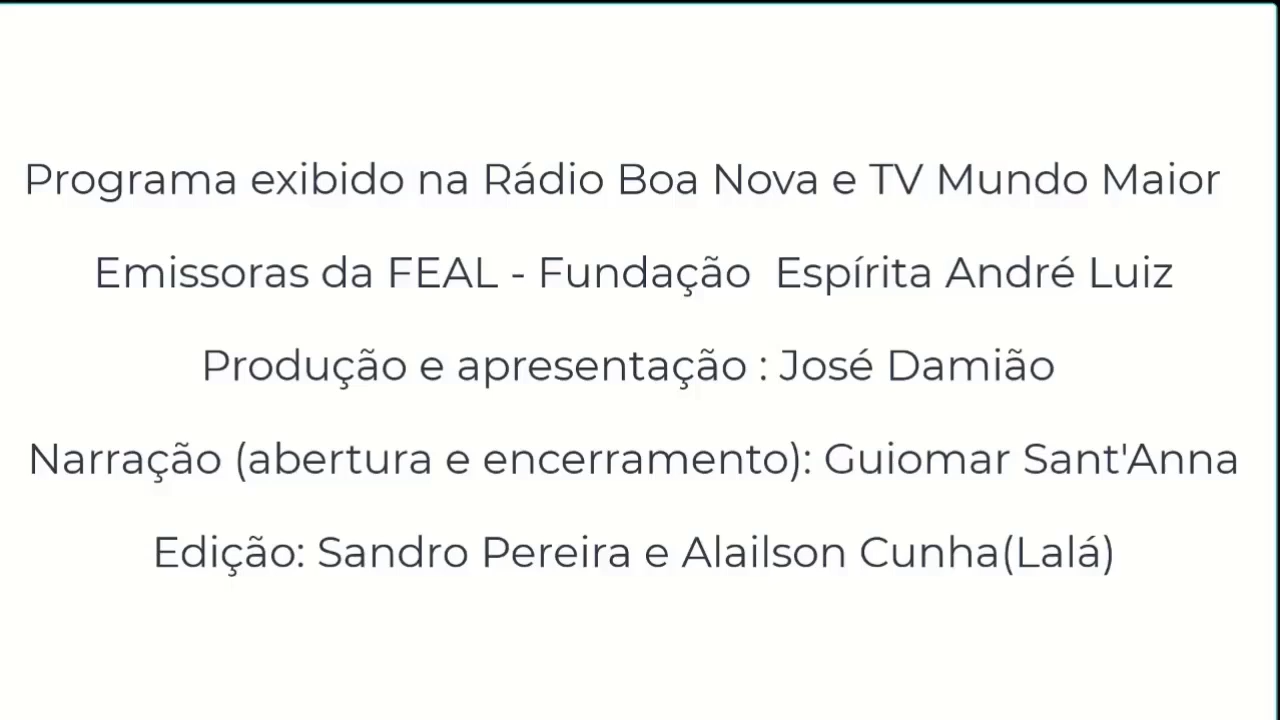 Programa exibido na Rádio Boa Nova e TV Mundo Maior
Emissoras da FEAL - Fundação  Espírita André Luiz
Produção e apresentação : José Damião
Narração (abertura e encerramento): Guiomar Sant'Anna
Edição: Sandro Pereira e Alailson Cunha(Lalá)